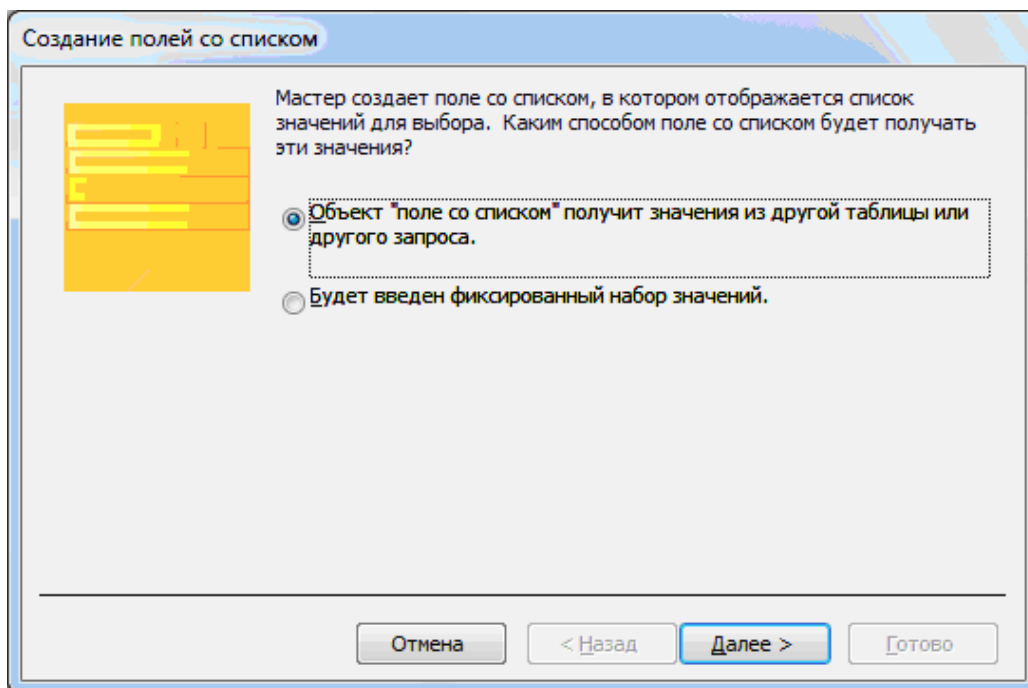 Создание полей со списком
Мастер создает поле со списком, в котором отображается список
значений для выбора. Каким способом поле со списком будет получать
эти значения?
Объект "поле со списком" получит значения из другой таблицы или
другого запроса.
Будет введен фиксированный набор значений.
Отмена
< Назад
Далее >
Готово